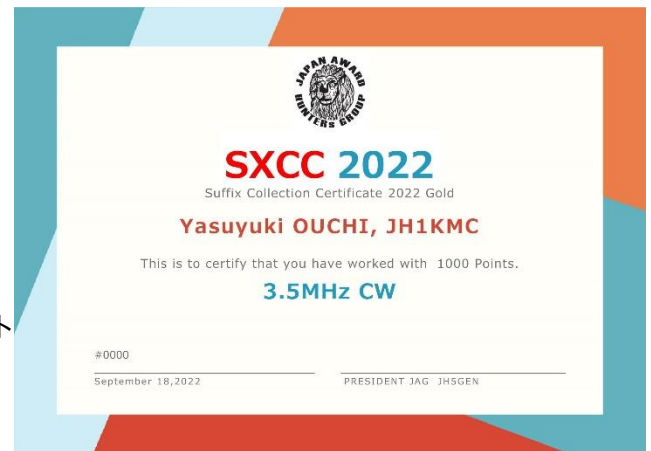 JAPAN AWARD
HUNTERS GROUP
SXCC 2022
Suffix Collection Certificate 2022 Gold
Yasuyuki OUCHI, JH1KMC
This is to certify that you have worked with 1000 Points.
3.5MHz CW
ト
#0000
September 18,2022 PRESIDENT JAG JH5GEN